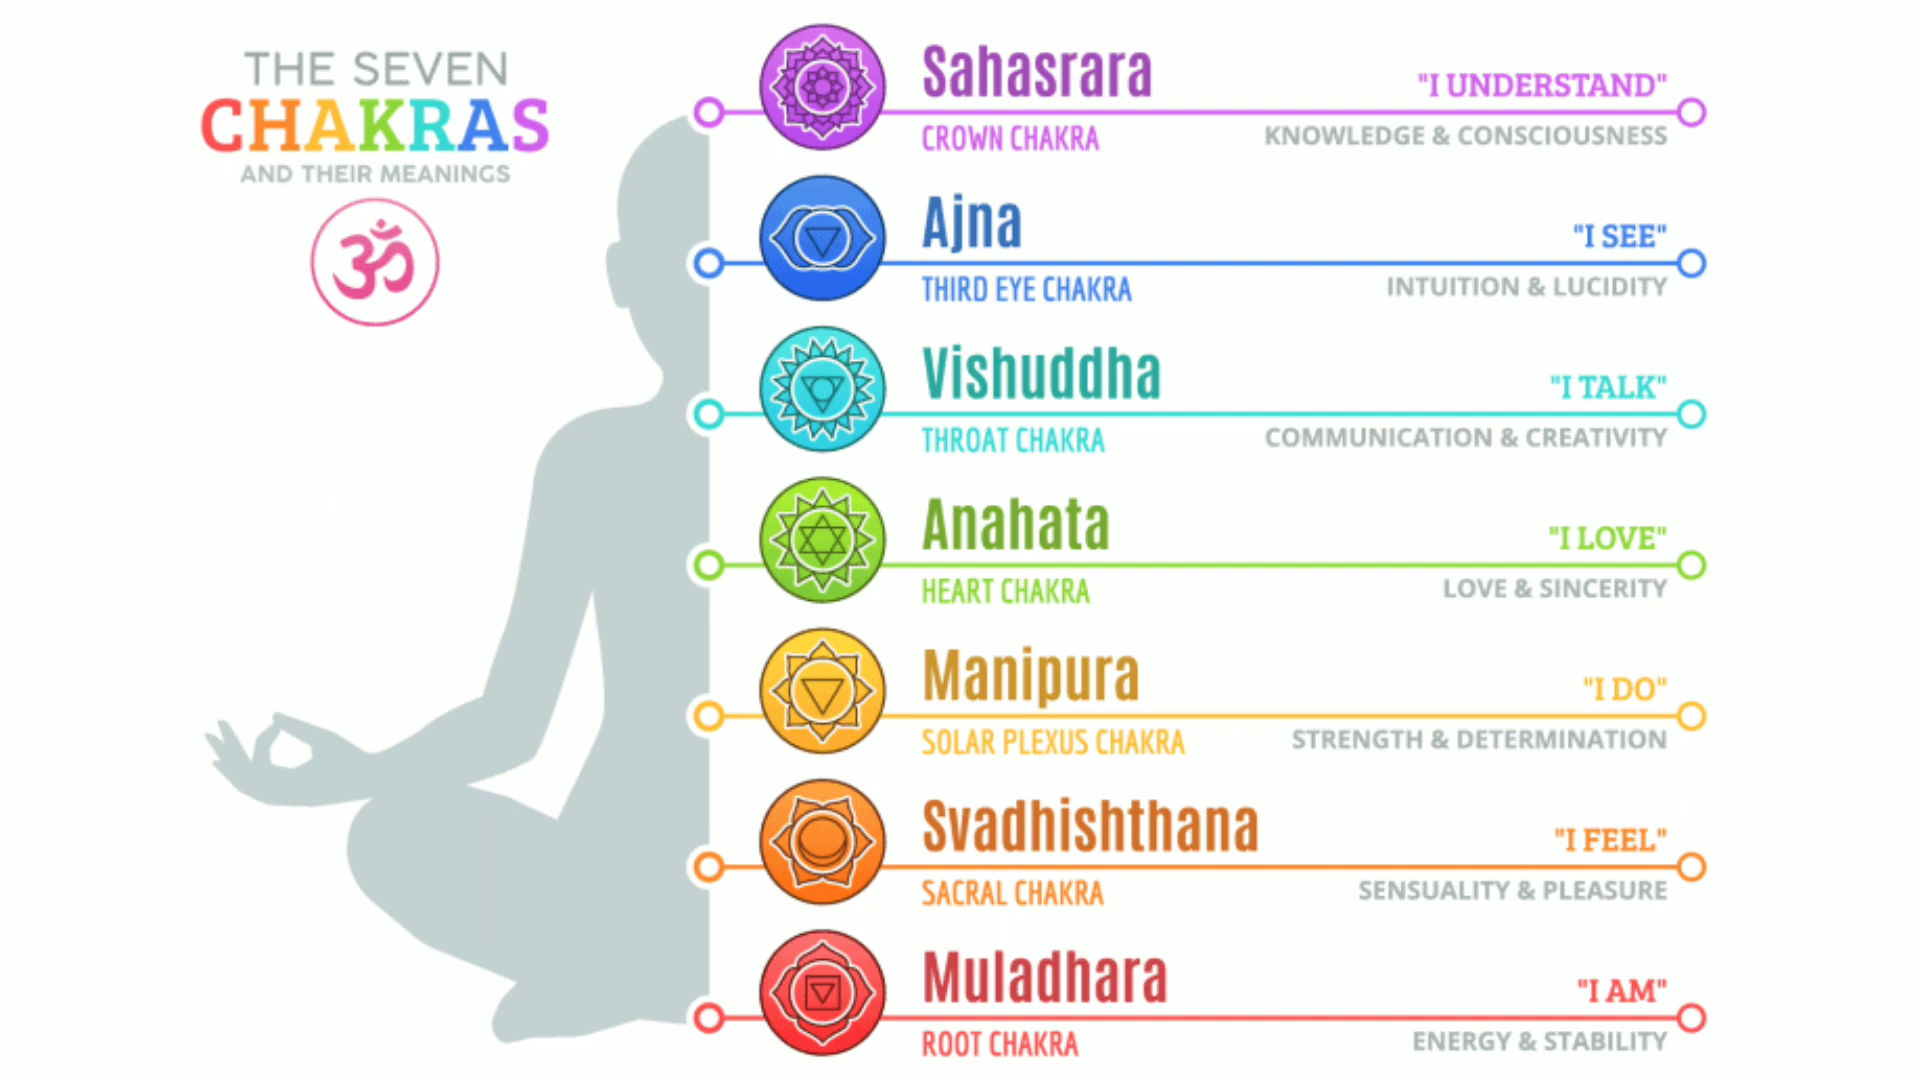 THE SEVEN
CHAKRAS
AND THEIR MEANINGS
ॐ
Sahasrara
"I UNDERSTAND"
CROWN CHAKRA
KNOWLEDGE & CONSCIOUSNESS
Ajna
"I SEE"
THIRD EYE CHAKRA
INTUITION & LUCIDITY
Vishuddha
"I TALK"
THROAT CHAKRA
COMMUNICATION & CREATIVITY
Anahata
"I LOVE"
HEART CHAKRA
LOVE & SINCERITY
Manipura
"I DO"
SOLAR PLEXUS CHAKRA
STRENGTH & DETERMINATION
Svadhishthana
"I FEEL"
SACRAL CHAKRA
SENSUALITY & PLEASURE
Muladhara
"I AM"
ROOT CHAKRA
ENERGY & STABILITY